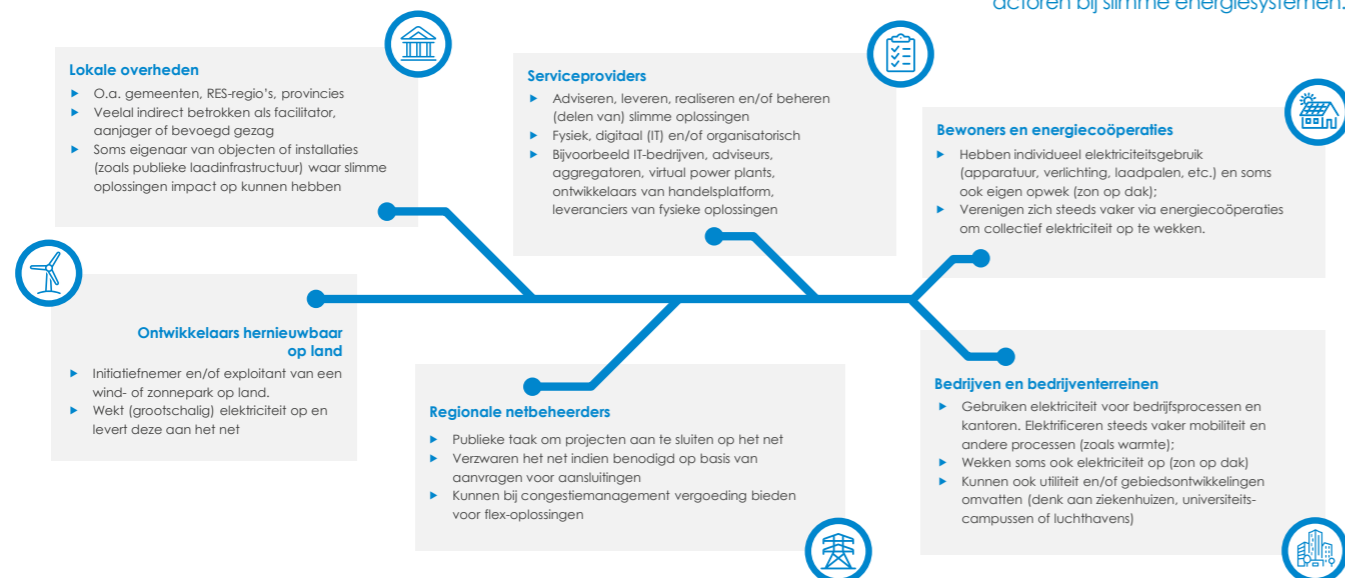 actoren bij slimme energiesystemen.
Lokale overheden
▶ O.a. gemeenten, RES-regio's, provincies
▶ Veelal indirect betrokken als facilitator,
aanjager of bevoegd gezag
▶ Soms eigenaar van objecten of installaties
(zoals publieke laadinfrastructuur) waar slimme
oplossingen impact op kunnen hebben
Serviceproviders
▶ Adviseren, leveren, realiseren en/of beheren
(delen van) slimme oplossingen
▶ Fysiek, digitaal (IT) en/of organisatorisch
▶ Bijvoorbeeld IT-bedrijven, adviseurs,
aggregatoren, virtual power plants,
ontwikkelaars van handelsplatform,
leveranciers van fysieke oplossingen
Bewoners en energiecoöperaties
▶ Hebben individueel elektriciteitsgebruik
(apparatuur, verlichting, laadpalen, etc.) en soms
ook eigen opwek (zon op dak);
▶ Verenigen zich steeds vaker via energiecoöperaties
om collectief elektriciteit op te wekken.
Ontwikkelaars hernieuwbaar
op land
▶ Initiatiefnemer en/of exploitant van een
wind- of zonnepark op land.
▶ Wekt (grootschalig) elektriciteit op en
levert deze aan het net
Regionale netbeheerders
▶ Publieke taak om projecten aan te sluiten op het net
▶ Verzwaren het net indien benodigd op basis van
aanvragen voor aansluitingen
▶ Kunnen bij congestiemanagement vergoeding bieden
voor flex-oplossingen
Bedrijven en bedrijventerreinen
▶ Gebruiken elektriciteit voor bedrijfsprocessen en
kantoren. Elektrificeren steeds vaker mobiliteit en
andere processen (zoals warmte);
▶ Wekken soms ook elektriciteit op (zon op dak)
▶ Kunnen ook utiliteit en/of gebiedsontwikkelingen
omvatten (denk aan ziekenhuizen, universiteits-
campussen of luchthavens)